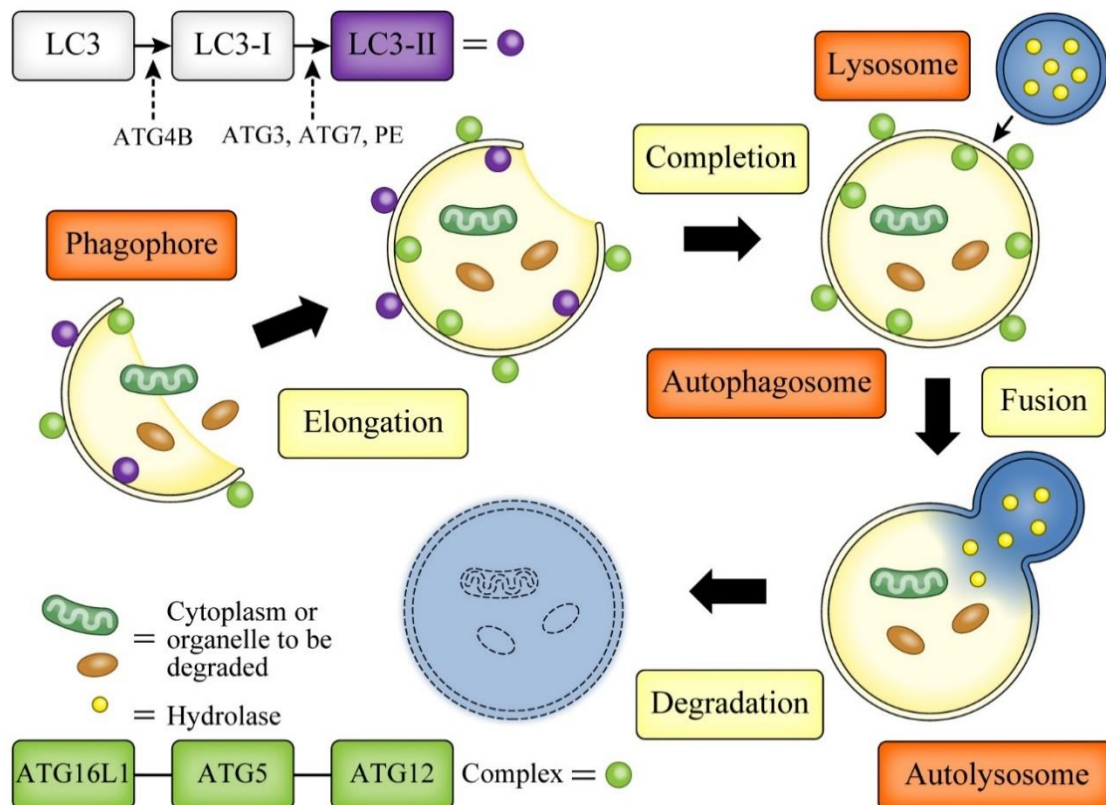 LC3
LC3-I
LC3-II
=
ATG4B
ATG3, ATG7, PE
Lysosome
Completion
Phagophore
Elongation
Autophagosome
Fusion
Cytoplasm or
= organelle to be
degraded
= Hydrolase
Degradation
ATG16L1
ATG5
ATG12
Complex =
Autolysosome